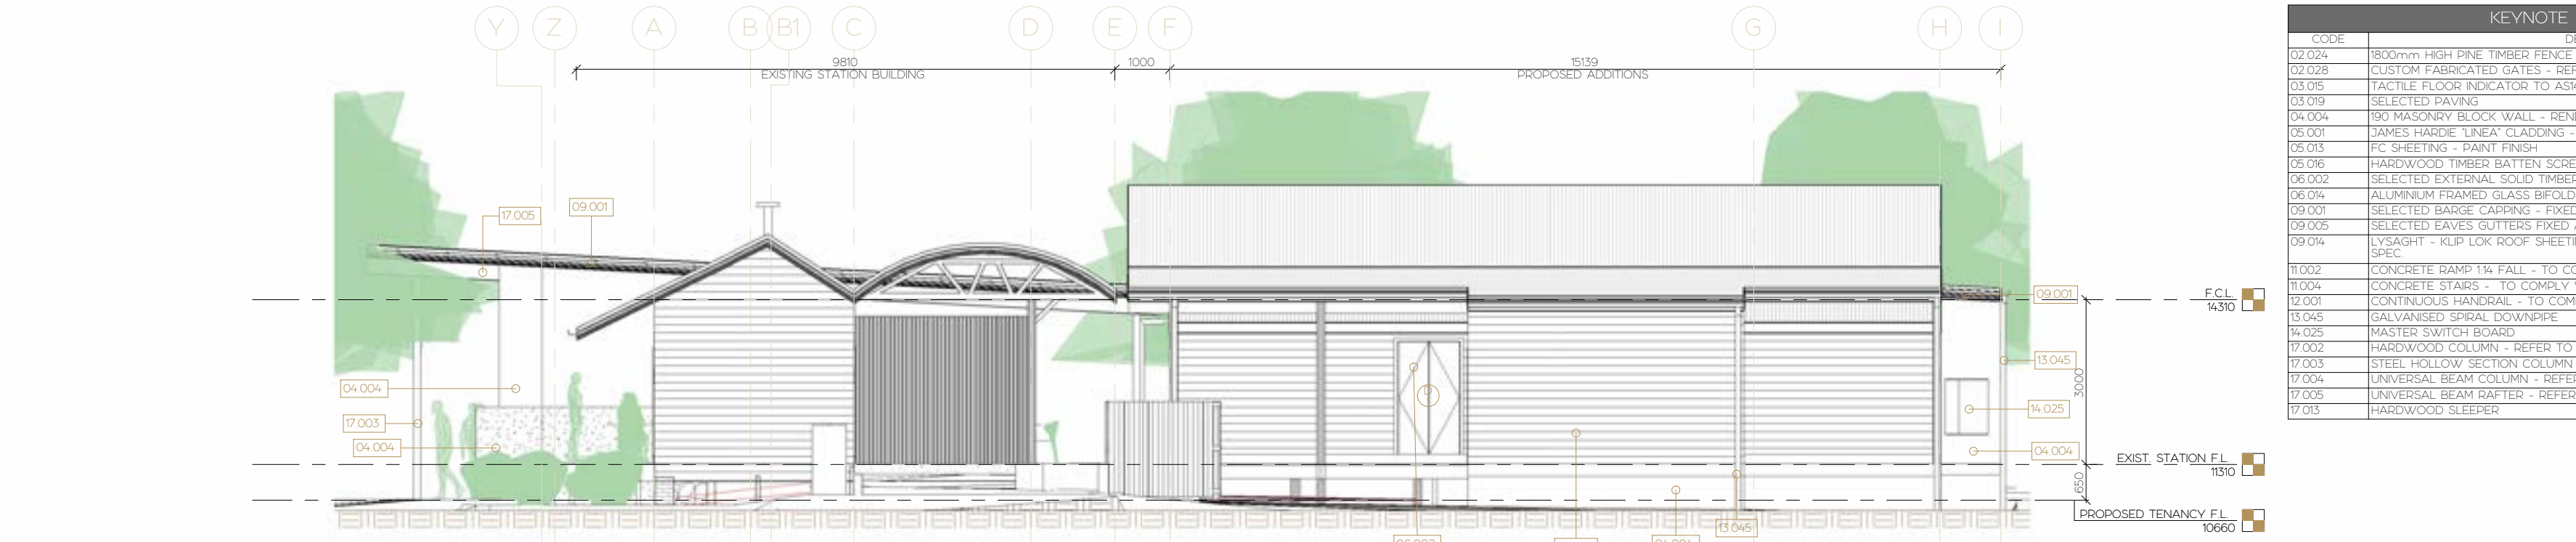 Y Z A B B1 C D E F G H I
9810 1000 15139
EXISTING STATION BUILDING PROPOSED ADDITIONS
17.005
09.001
04.004
17.003
04.004
09.001
13.045
3000
14.025
04.004
650
13.045
F.C.L.
14310
EXIST. STATION F.L.
11310
PROPOSED TENANCY F.L.
10660
D
KEYNOTE
CODE
02.024 1800mm HIGH PINE TIMBER FENCE
02.028 CUSTOM FABRICATED GATES - REF
03.015 TACTILE FLOOR INDICATOR TO AS14
03.019 SELECTED PAVING
04.004 190 MASONRY BLOCK WALL - REN
05.001 JAMES HARDIE "LINEA" CLADDING -
05.013 FC SHEETING - PAINT FINISH
05.016 HARDWOOD TIMBER BATTEN SCRE
06.002 SELECTED EXTERNAL SOLID TIMBER
06.014 ALUMINIUM FRAMED GLASS BIFOLD
09.001 SELECTED BARGE CAPPING - FIXED
09.005 SELECTED EAVES GUTTERS FIXED
09.014 LYSAGHT - KLIP LOK ROOF SHEETI
SPEC.
11.002 CONCRETE RAMP 1:14 FALL - TO CO
11.004 CONCRETE STAIRS - TO COMPLY
12.001 CONTINUOUS HANDRAIL - TO COM
13.045 GALVANISED SPIRAL DOWNPIPE
14.025 MASTER SWITCH BOARD
17.002 HARDWOOD COLUMN - REFER TO
17.003 STEEL HOLLOW SECTION COLUMN
17.004 UNIVERSAL BEAM COLUMN - REFER
17.005 UNIVERSAL BEAM RAFTER - REFER
17.013 HARDWOOD SLEEPER